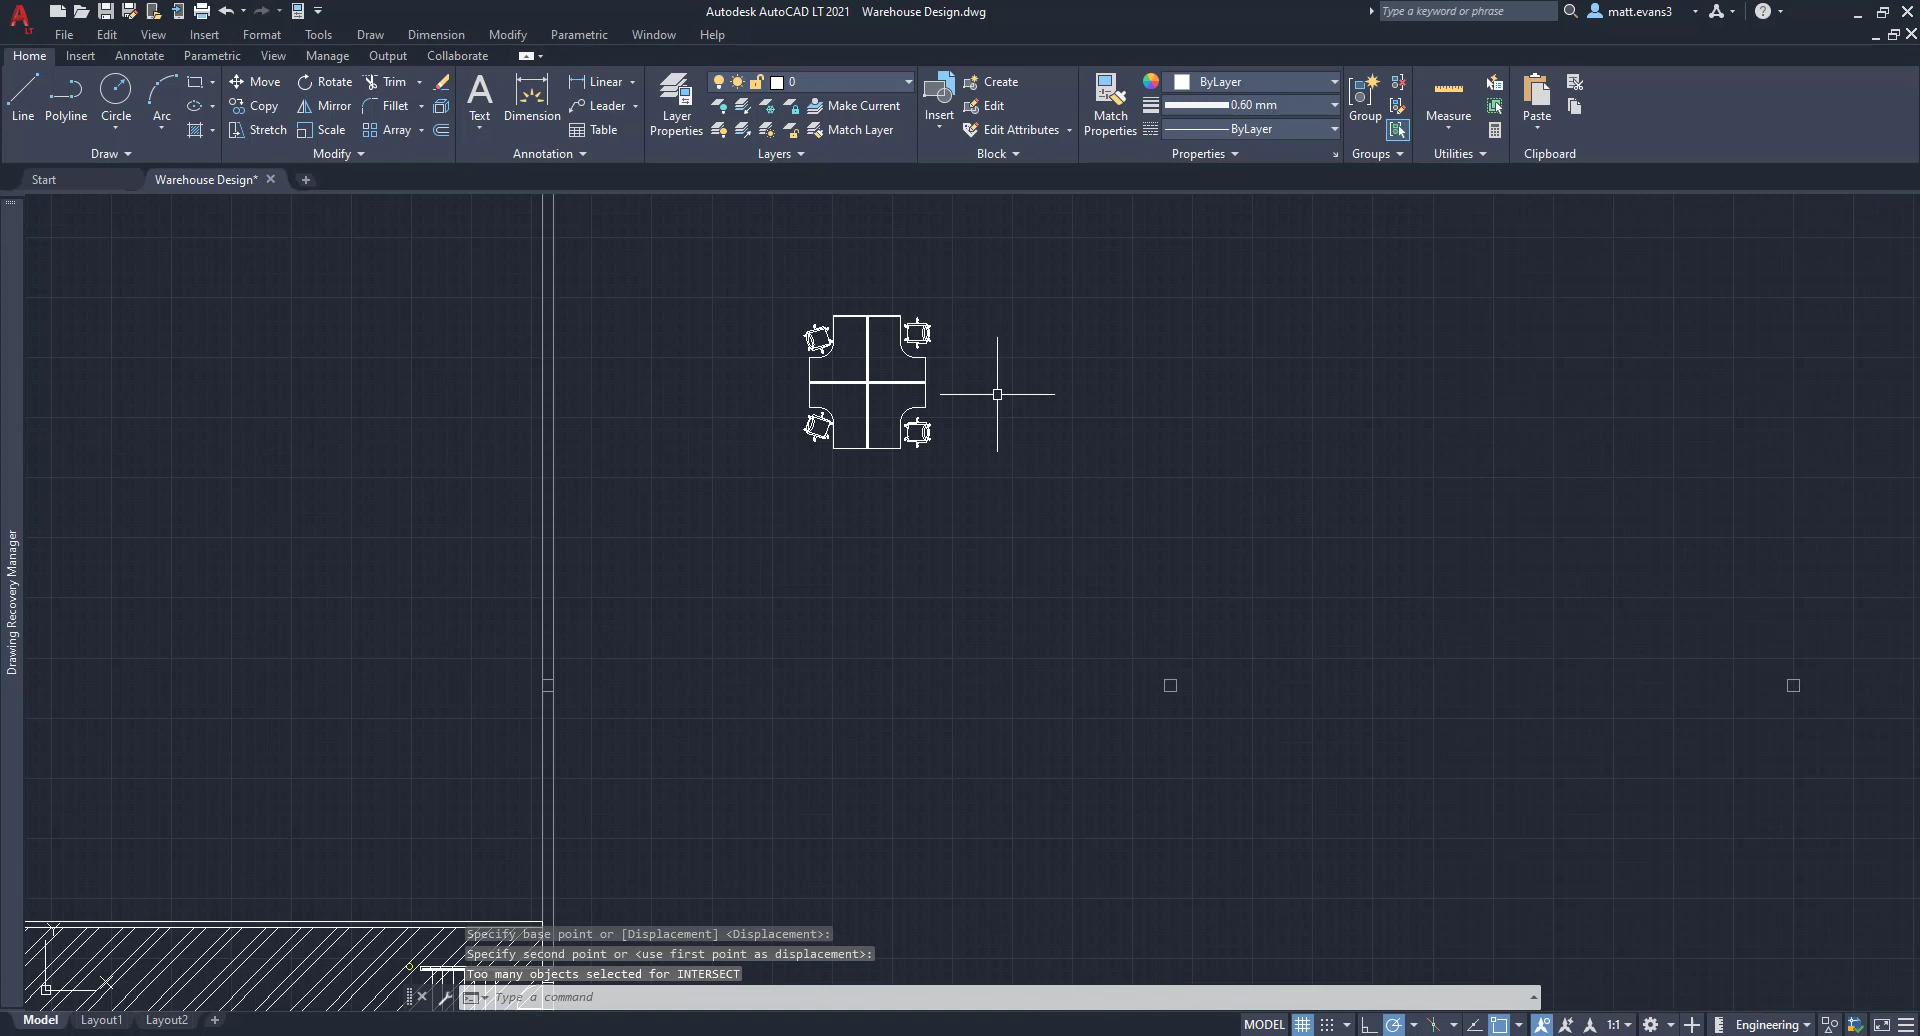 Autodesk AutoCAD LT 2021 Warehouse Design.dwg
Type a keyword or phrase
matt.evans3
LT
File Edit View Insert Format Tools Draw Dimension Modify Parametric Window Help
Home Insert Annotate Parametric View Manage Output Collaborate
Line Polyline Circle Arc
Move Rotate Trim
Copy Mirror Fillet
Stretch Scale Array
Text Dimension
Linear
Leader
Table
Layer Properties
0
Make Current
Match Layer
Insert
Create
Edit
Edit Attributes
Match Properties
ByLayer
0.60 mm
ByLayer
Group
Measure
Paste
Draw Modify Annotation Layers Block Properties Groups Utilities Clipboard
Start Warehouse Design*
Drawing Recovery Manager
Y
X
Specify base point or [Displacement] <Displacement>:
Specify second point or <use first point as displacement>:
Too many objects selected for INTERSECT
Type a command
Model Layout1 Layout2
MODEL 1:1 Engineering